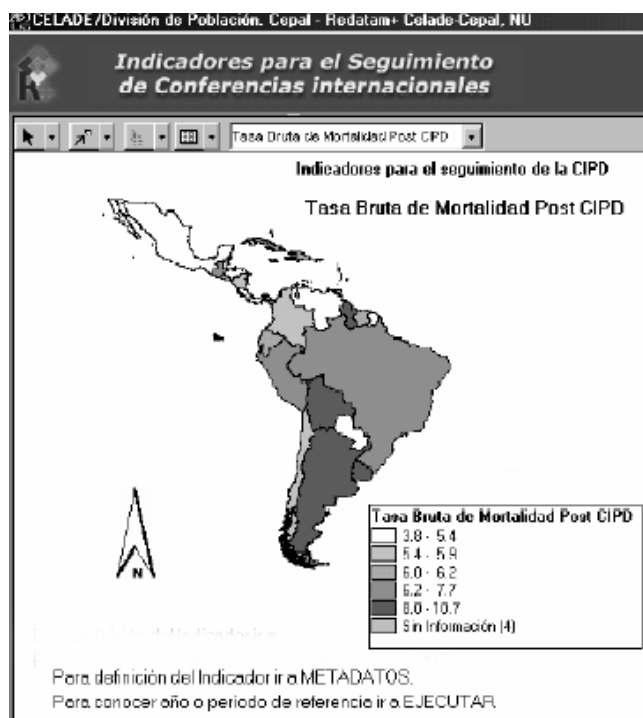 CELADE/División de Población. Cepal - Redatam+ Celade-Cepal, NU
Indicadores para el Seguimiento
de Conferencias internacionales
Tasa Bruta de Mortalidad Post CIPD
Indicadores para el seguimiento de la CIPD
Tasa Bruta de Mortalidad Post CIPD
N
Tasa Bruta de Mortalidad Post CIPD
3.8 - 5.4
5.4 - 5.9
6.0 - 6.2
6.2 - 7.7
8.0 - 10.7
Sin Información (4)
Para definición del Indicador ir a METADATOS.
Para conocer año o periodo de referencia ir a EJECUTAR